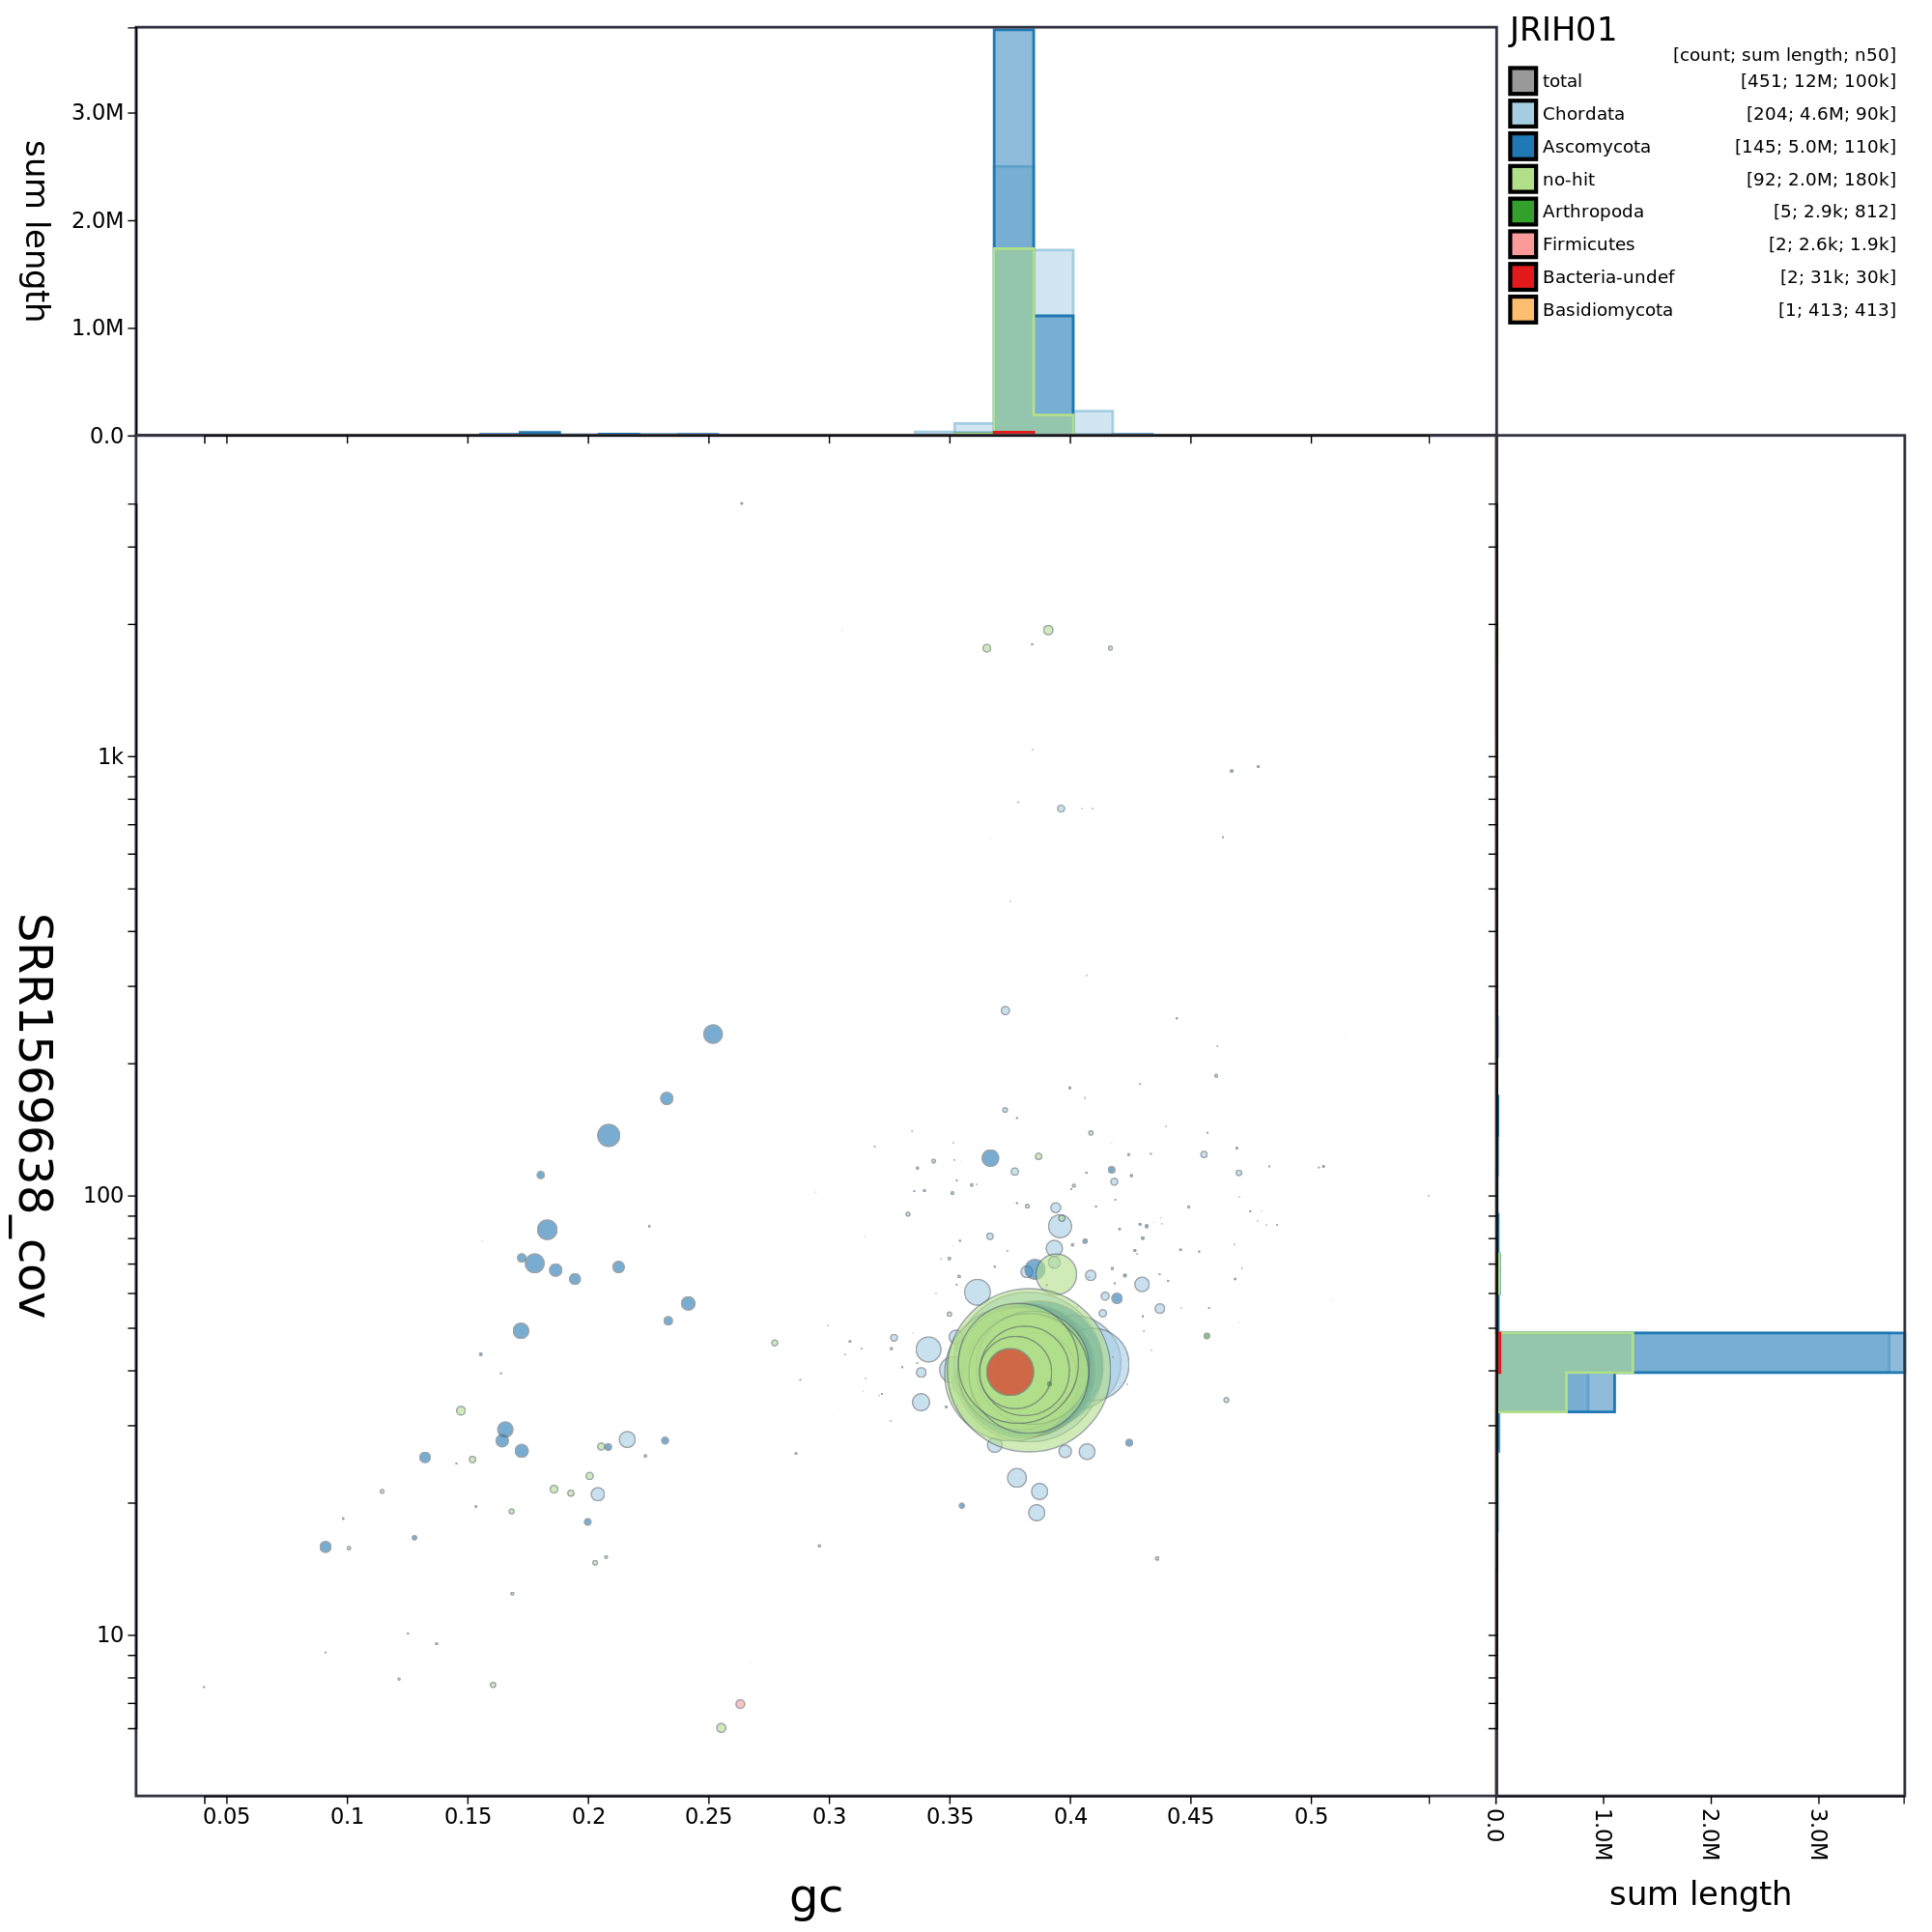 JRIH01
[count; sum length; n50]
total [451; 12M; 100k]
Chordata [204; 4.6M; 90k]
Ascomycota [145; 5.0M; 110k]
no-hit [92; 2.0M; 180k]
Arthropoda [5; 2.9k; 812]
Firmicutes [2; 2.6k; 1.9k]
Bacteria-undef [2; 31k; 30k]
Basidiomycota [1; 413; 413]
sum length
3.0M
2.0M
1.0M
0.0
SRR1569638_cov
1k
100
10
0.05 0.1 0.15 0.2 0.25 0.3 0.35 0.4 0.45 0.5
gc
0.0 1.0M 2.0M 3.0M
sum length